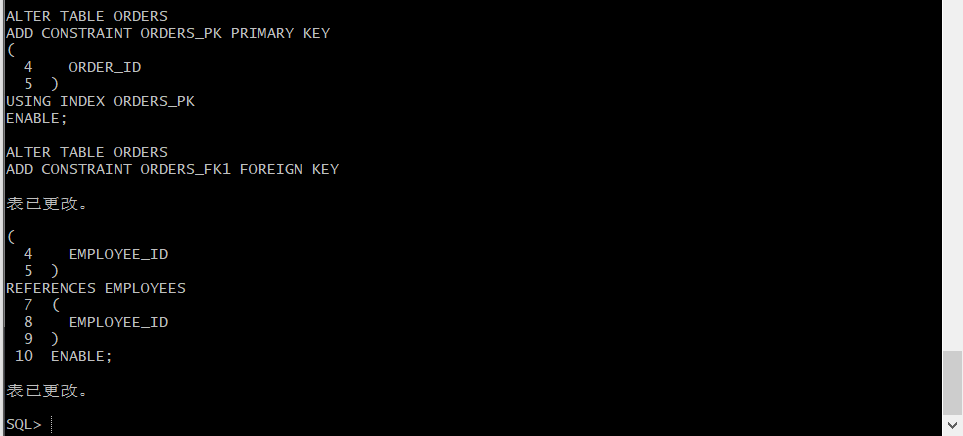 ALTER TABLE ORDERS
ADD CONSTRAINT ORDERS_PK PRIMARY KEY
(
  4    ORDER_ID
  5  )
USING INDEX ORDERS_PK
ENABLE;
ALTER TABLE ORDERS
ADD CONSTRAINT ORDERS_FK1 FOREIGN KEY
表已更改。
(
  4    EMPLOYEE_ID
  5  )
REFERENCES EMPLOYEES
  7  (
  8    EMPLOYEE_ID
  9  )
 10  ENABLE;
表已更改。
SQL>